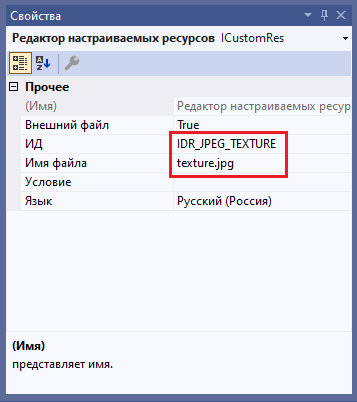 Свойства
Редактор настраиваемых ресурсов ICustomRes
Прочее
(Имя) Редактор настраиваемых ресур
Внешний файл True
ИД IDR_JPEG_TEXTURE
Имя файла texture.jpg
Условие
Язык Русский (Россия)
(Имя)
представляет имя.